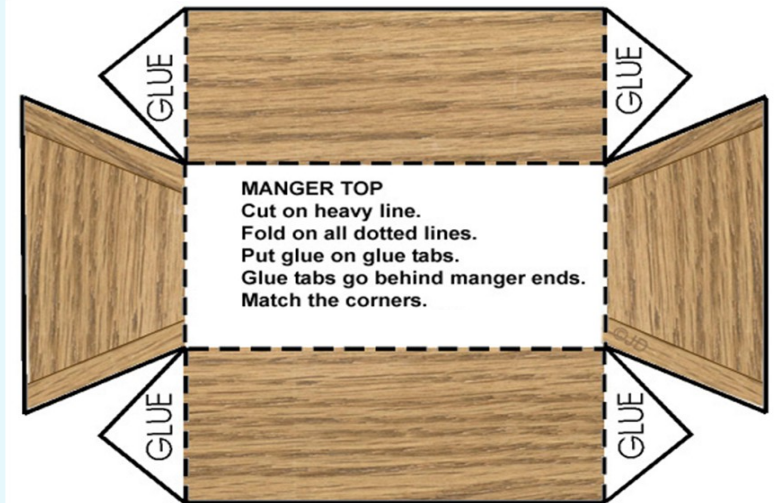 GLUE
GLUE
MANGER TOP
Cut on heavy line.
Fold on all dotted lines.
Put glue on glue tabs.
Glue tabs go behind manger ends.
Match the corners.
GLUE
GLUE